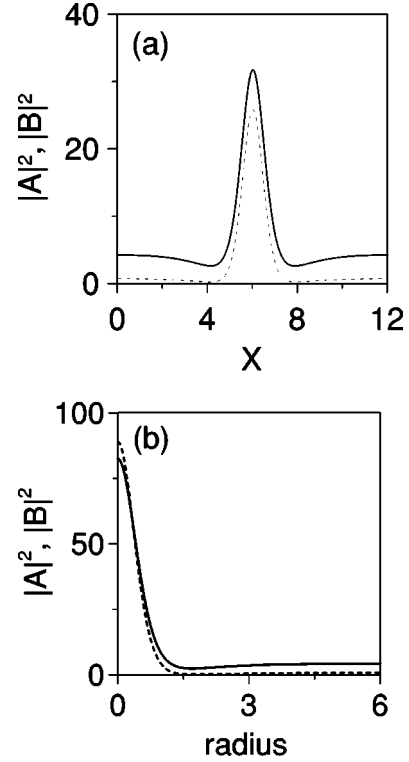 (a)
|A|², |B|²
40
20
0
0 4 8 12
X
(b)
|A|², |B|²
100
50
0
0 3 6
radius